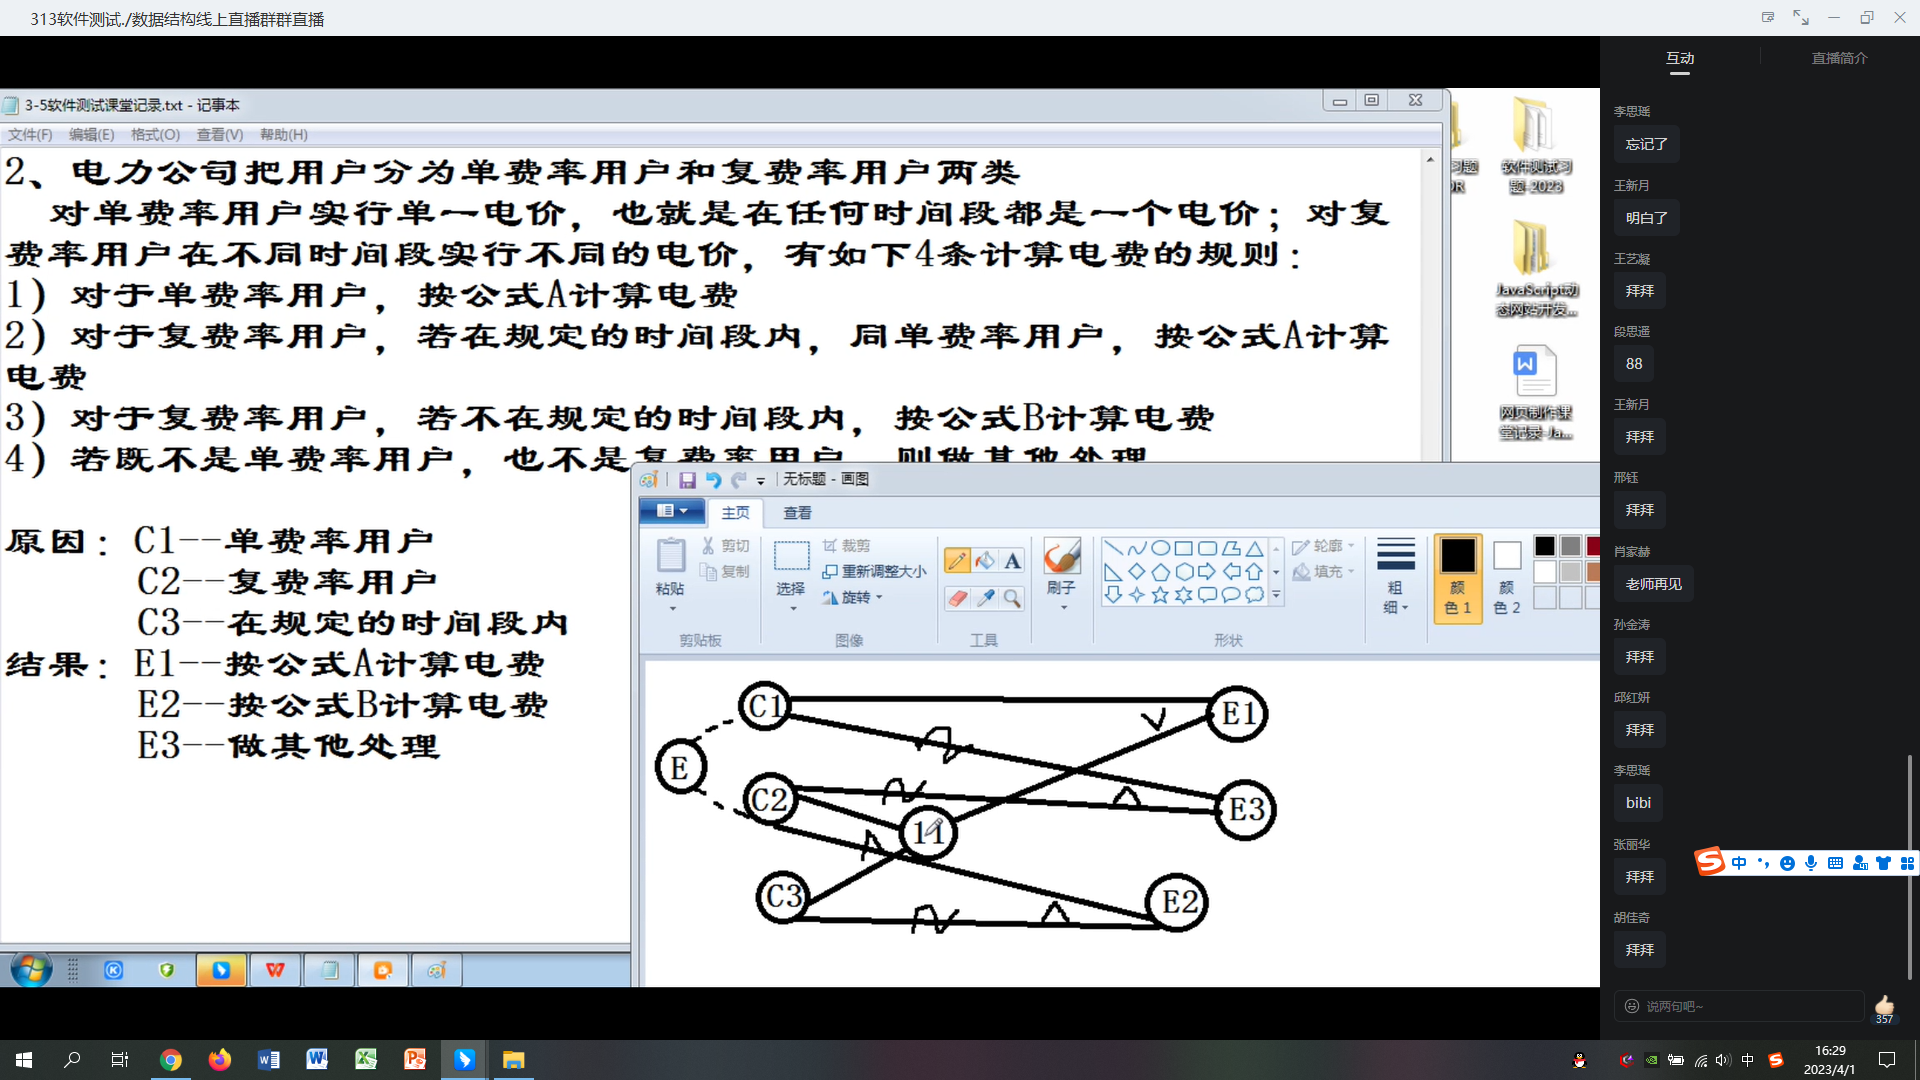 313软件测试./数据结构线上直播群群直播
互动
直播简介
3-5软件测试课堂记录.txt - 记事本
文件(F) 编辑(E) 格式(O) 查看(V) 帮助(H)
2、电力公司把用户分为单费率用户和复费率用户两类
对单费率用户实行单一电价，也就是在任何时间段都是一个电价；对复
费率用户在不同时间段实行不同的电价，有如下4条计算电费的规则：
1）对于单费率用户，按公式A计算电费
2）对于复费率用户，若在规定的时间段内，同单费率用户，按公式A计算
电费
3）对于复费率用户，若不在规定的时间段内，按公式B计算电费
4）若既不是单费率用户，也不是复费率用户，则做其他处理
原因：C1--单费率用户
C2--复费率用户
C3--在规定的时间段内
结果：E1--按公式A计算电费
E2--按公式B计算电费
E3--做其他处理
习题
软件测试习
题-2023
JavaScript动
态网站开发...
网页制作课
堂记录-Ja...
无标题 - 画图
主页
查看
粘贴
剪切
复制
剪贴板
选择
裁剪
重新调整大小
旋转
图像
工具
刷子
形状
轮廓
填充
粗
细
颜
色 1
颜
色 2
C1
E1
E
C2
E3
11
C3
E2
李思瑶
忘记了
王新月
明白了
王艺凝
拜拜
段思遥
88
王新月
拜拜
邢钰
拜拜
肖家赫
老师再见
孙金涛
拜拜
邱红妍
拜拜
李思瑶
bibi
张丽华
拜拜
胡佳奇
拜拜
中
说两句吧~
357
中
16:29
2023/4/1